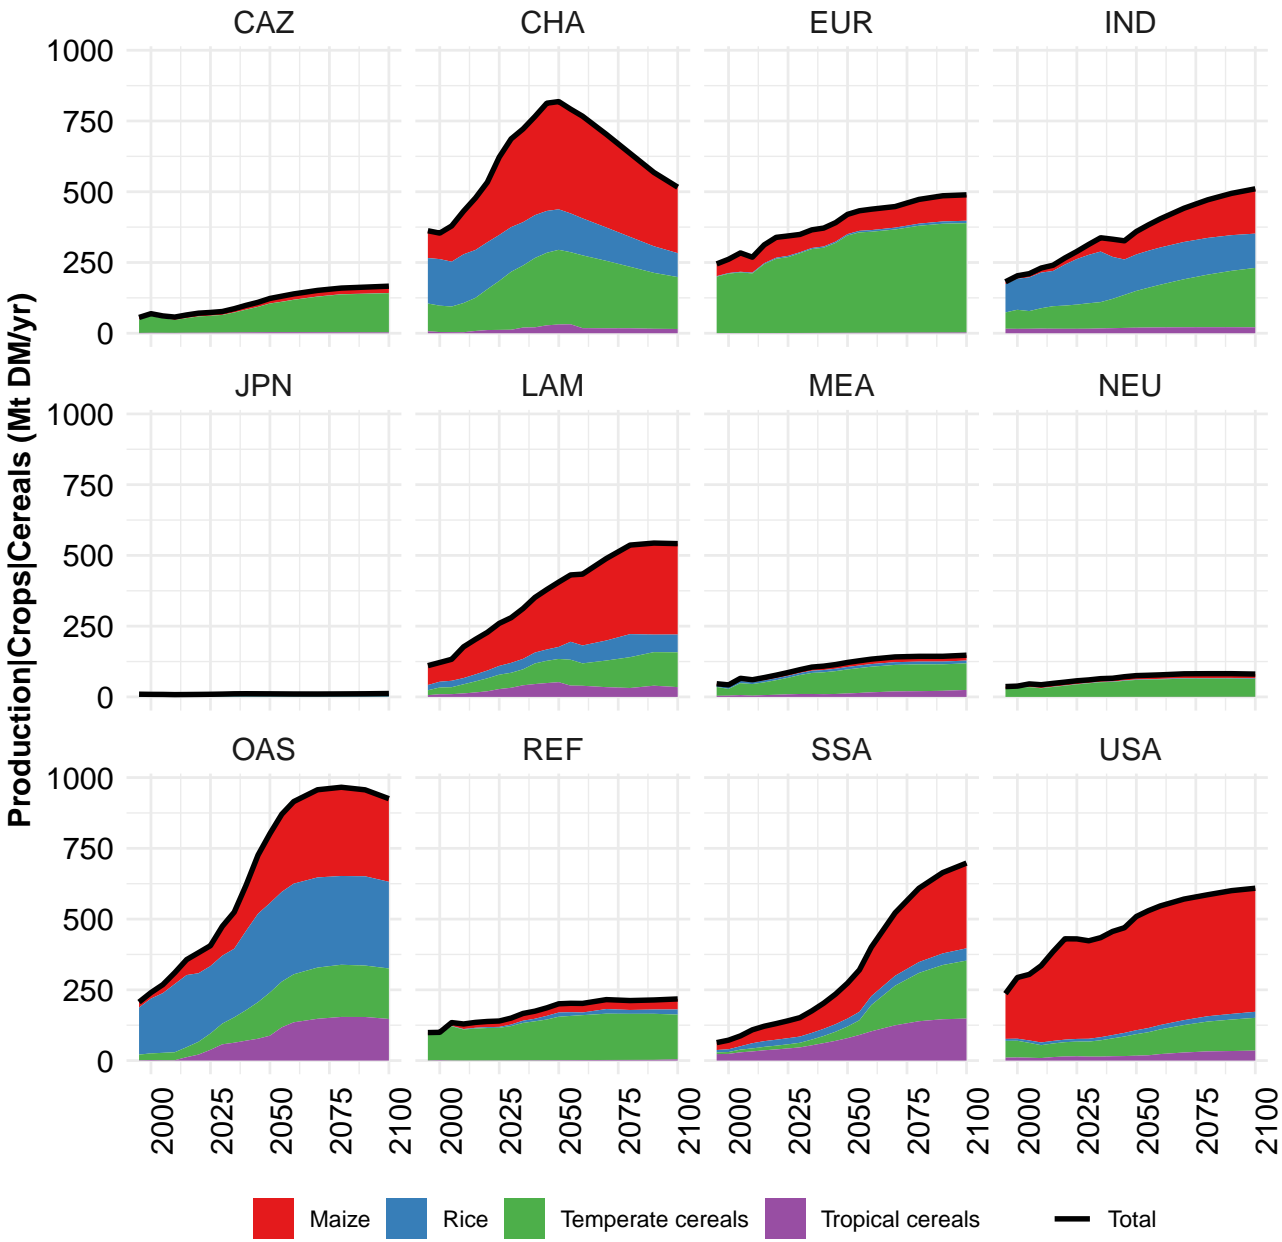 CAZ CHA EUR IND
1000
750
500
250
0
JPN LAM MEA NEU
1000
750
500
250
0
OAS REF SSA USA
1000
750
500
250
0
Production|Crops|Cereals (Mt DM/yr)
2000 2025 2050 2075 2100 2000 2025 2050 2075 2100 2000 2025 2050 2075 2100 2000 2025 2050 2075 2100
Maize Rice Temperate cereals Tropical cereals Total